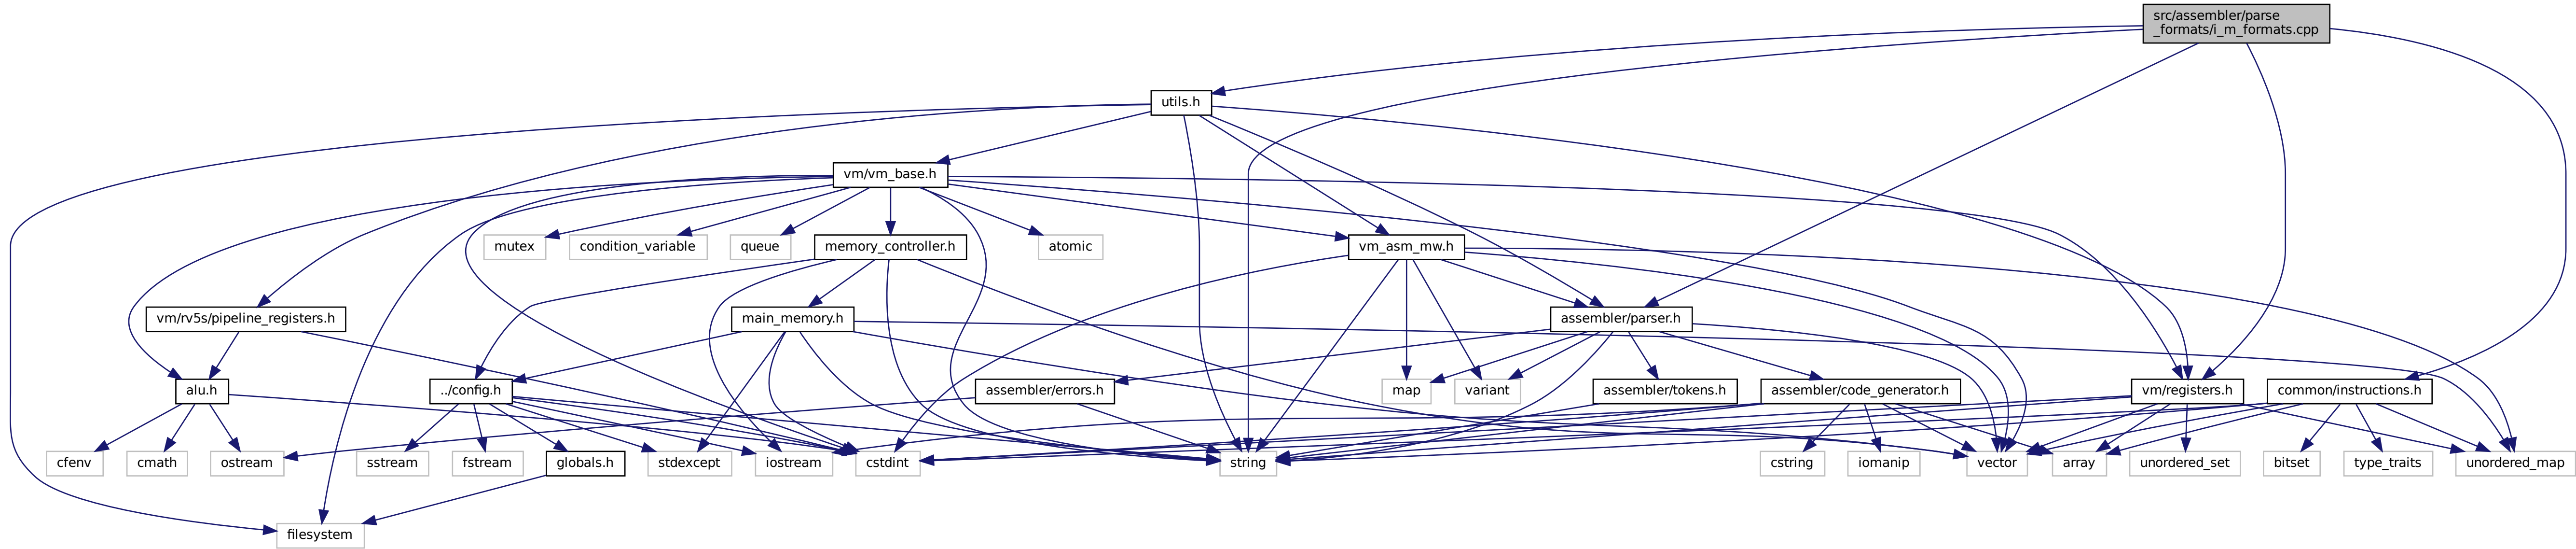 src/assembler/parse
_formats/i_m_formats.cpp
utils.h
vm/vm_base.h
mutex
condition_variable
queue
memory_controller.h
atomic
vm_asm_mw.h
vm/rv5s/pipeline_registers.h
main_memory.h
assembler/parser.h
alu.h
../config.h
assembler/errors.h
map
variant
assembler/tokens.h
assembler/code_generator.h
vm/registers.h
common/instructions.h
cfenv
cmath
ostream
sstream
fstream
globals.h
stdexcept
iostream
cstdint
string
cstring
iomanip
vector
array
unordered_set
bitset
type_traits
unordered_map
filesystem